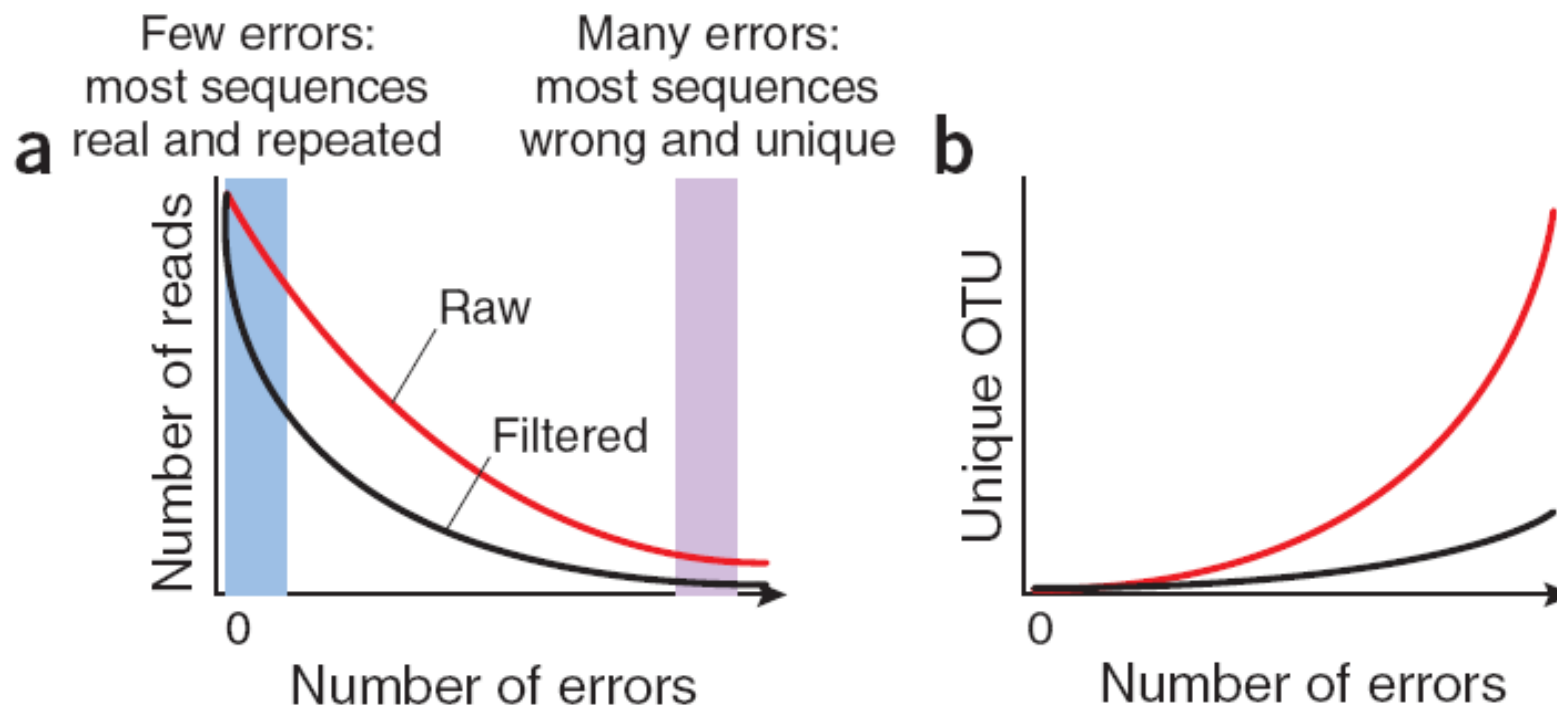 a
Few errors:
most sequences
real and repeated
Many errors:
most sequences
wrong and unique
Number of reads
Raw
Filtered
0
Number of errors
b
Unique OTU
0
Number of errors